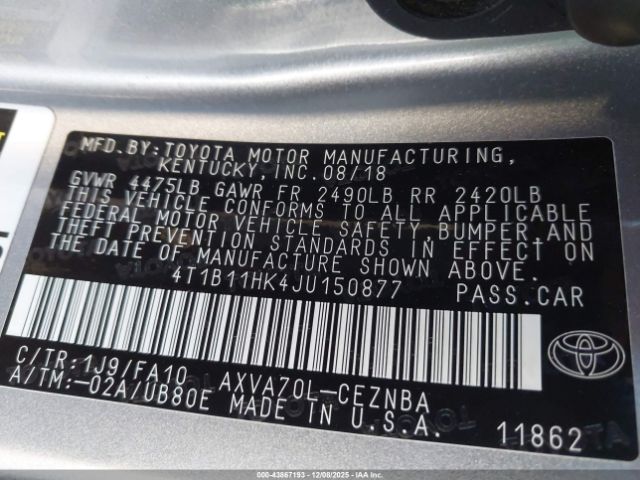 MFD.BY:TOYOTA MOTOR MANUFACTURING,
KENTUCKY,INC.08/18
GVWR 4475LB GAWR FR 2490LB RR 2420LB
THIS VEHICLE CONFORMS TO ALL APPLICABLE
FEDERAL MOTOR VEHICLE SAFETY, BUMPER AND
THEFT PREVENTION STANDARDS IN EFFECT ON
THE DATE OF MANUFACTURE SHOWN ABOVE.
4T1B11HK4JU150877 PASS.CAR
C/TR:1J9/FA10 AXVA70L-CEZNBA
A/TM:-02A/UB80E MADE IN U.S.A. 11862
000-43867193 - 12/08/2025 - IAA Inc.